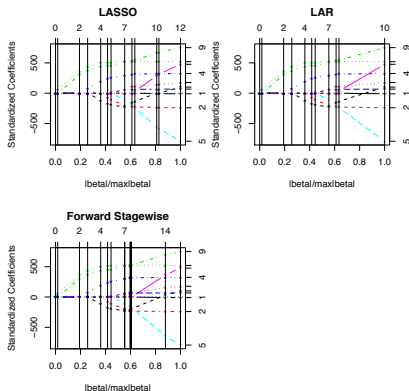 LASSO
0 2 4 7 10 12
Standardized Coefficients
500
0
−500
9
4
1
2
5
0.0 0.2 0.4 0.6 0.8 1.0
|beta|/max|beta|
LAR
0 2 4 7 10
Standardized Coefficients
500
0
−500
9
4
1
2
5
0.0 0.2 0.4 0.6 0.8 1.0
|beta|/max|beta|
Forward Stagewise
0 2 4 7 14
Standardized Coefficients
500
0
−500
9
4
1
2
5
0.0 0.2 0.4 0.6 0.8 1.0
|beta|/max|beta|